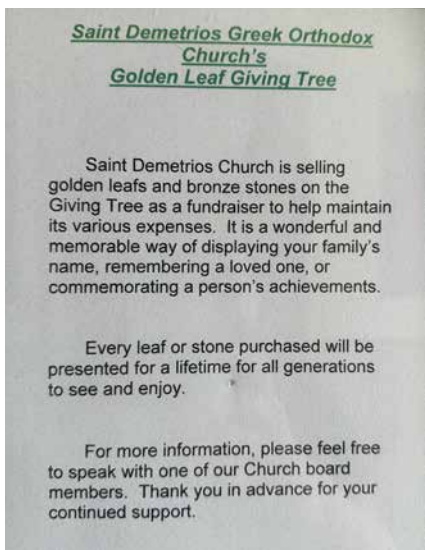 Saint Demetrios Greek Orthodox
Church's
Golden Leaf Giving Tree
Saint Demetrios Church is selling
golden leafs and bronze stones on the
Giving Tree as a fundraiser to help maintain
its various expenses. It is a wonderful and
memorable way of displaying your family's
name, remembering a loved one, or
commemorating a person's achievements.
Every leaf or stone purchased will be
presented for a lifetime for all generations
to see and enjoy.
For more information, please feel free
to speak with one of our Church board
members. Thank you in advance for your
continued support.